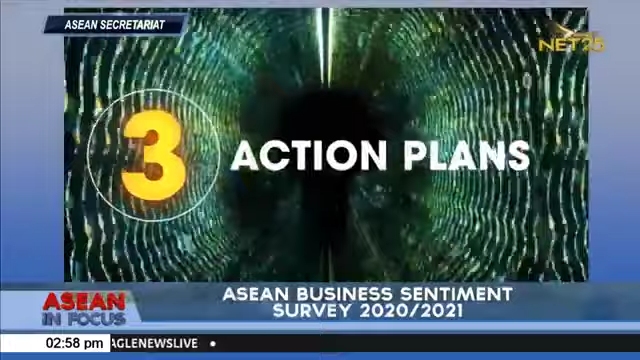 ASEAN SECRETARIAT
NET25
3 ACTION PLANS
ASEAN BUSINESS SENTIMENT
SURVEY 2020/2021
ASEAN
IN FOCUS
02:58 pm
AGLENEWSLIVE •